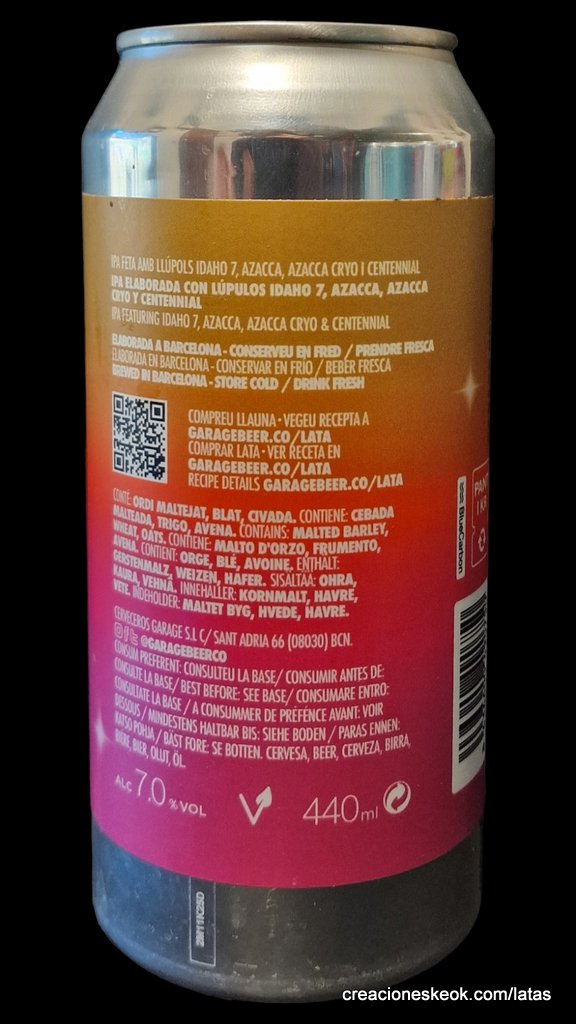 IPA FETA AMB LLÚPOLS IDAHO 7, AZACCA, AZACCA CRYO I CENTENNIAL
IPA ELABORADA CON LÚPULOS IDAHO 7, AZACCA, AZACCA
CRYO Y CENTENNIAL
IPA FEATURING IDAHO 7, AZACCA, AZACCA CRYO & CENTENNIAL
ELABORADA A BARCELONA - CONSERVEU EN FRED / PRENDRE FRESCA
ELABORADA EN BARCELONA - CONSERVAR EN FRÍO / BEBER FRESCA
BREWED IN BARCELONA - STORE COLD / DRINK FRESH
COMPREU LLAUNA · VEGEU RECEPTA A
GARAGEBEER.CO/LATA
COMPRAR LATA · VER RECETA EN
GARAGEBEER.CO/LATA
RECIPE DETAILS GARAGEBEER.CO/LATA
CONTÉ: ORDI MALTEJAT, BLAT, CIVADA. CONTIENE: CEBADA
MALTEADA, TRIGO, AVENA. CONTAINS: MALTED BARLEY,
WHEAT, OATS. CONTIENE: MALTO D'ORZO, FRUMENTO,
AVENA. CONTIENT: ORGE, BLÉ, AVOINE. ENTHÄLT:
GERSTENMALZ, WEIZEN, HAFER. SISÄLTÄÄ: OHRA,
KAURA, VEHNÄ. INNEHÅLLER: KORNMALT, HAVRE,
VETE. INDEHOLDER: MALTET BYG, HVEDE, HAVRE.
CERVECEROS GARAGE S.L C/ SANT ADRIA 66 (08030) BCN.
@GARAGEBEERCO
CONSUM PREFERENT: CONSULTEU LA BASE/ CONSUMIR ANTES DE:
CONSULTE LA BASE/ BEST BEFORE: SEE BASE/ CONSUMARE ENTRO:
CONSULTATE LA BASE / A CONSUMMER DE PRÉFÉNCE AVANT: VOIR
DESSOUS / MINDESTENS HALTBAR BIS: SIEHE BODEN / PARAS ENNEN:
KATSO POHJA / BÄST FÖRE: SE BOTTEN. CERVESA, BEER, CERVEZA, BIRRA,
BIÈRE, BIER, OLUT, ÖL.
ALC 7,0 % VOL
440ml
BlueCarbon
creacioneskeok.com/latas